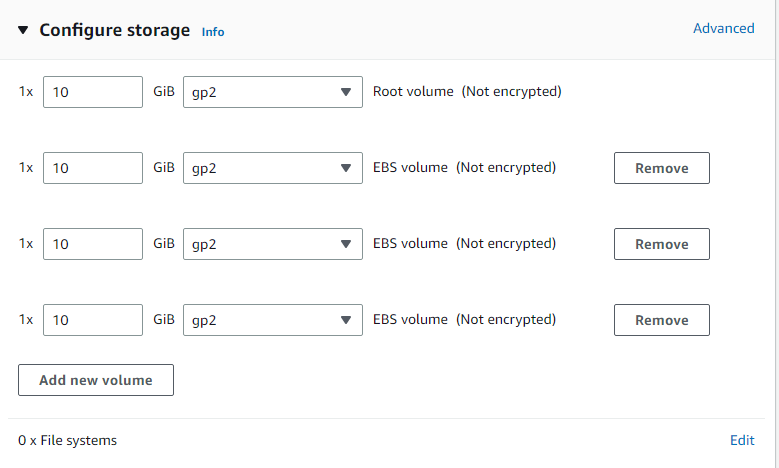 Configure storage Info Advanced
1x 10 GiB gp2 Root volume (Not encrypted)
1x 10 GiB gp2 EBS volume (Not encrypted) Remove
1x 10 GiB gp2 EBS volume (Not encrypted) Remove
1x 10 GiB gp2 EBS volume (Not encrypted) Remove
Add new volume
0 x File systems Edit